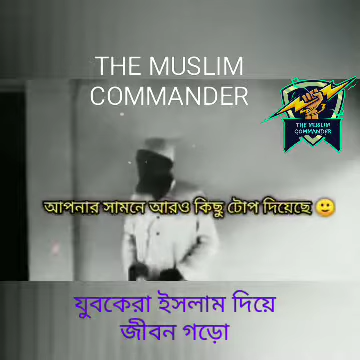 THE MUSLIM
COMMANDER
THE MUSLIM
COMMANDER
আপনার সামনে আরও কিছু টোপ দিয়েছে 🙂
যুবকেরা ইসলাম দিয়ে
জীবন গড়ো